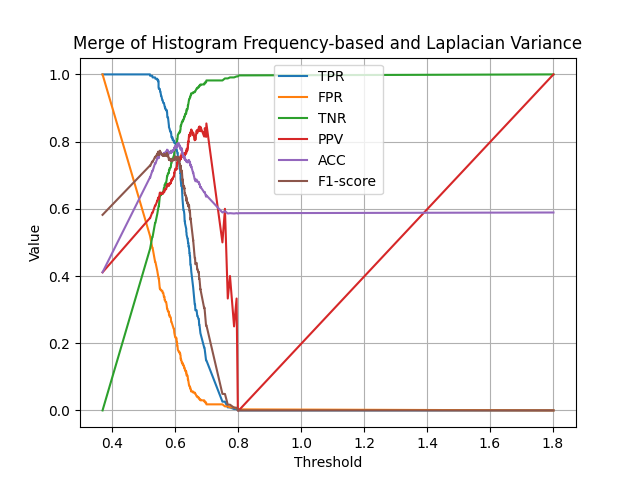 Merge of Histogram Frequency-based and Laplacian Variance
TPR
FPR
TNR
PPV
ACC
F1-score
1.0
0.8
0.6
0.4
0.2
0.0
Value
0.4 0.6 0.8 1.0 1.2 1.4 1.6 1.8
Threshold